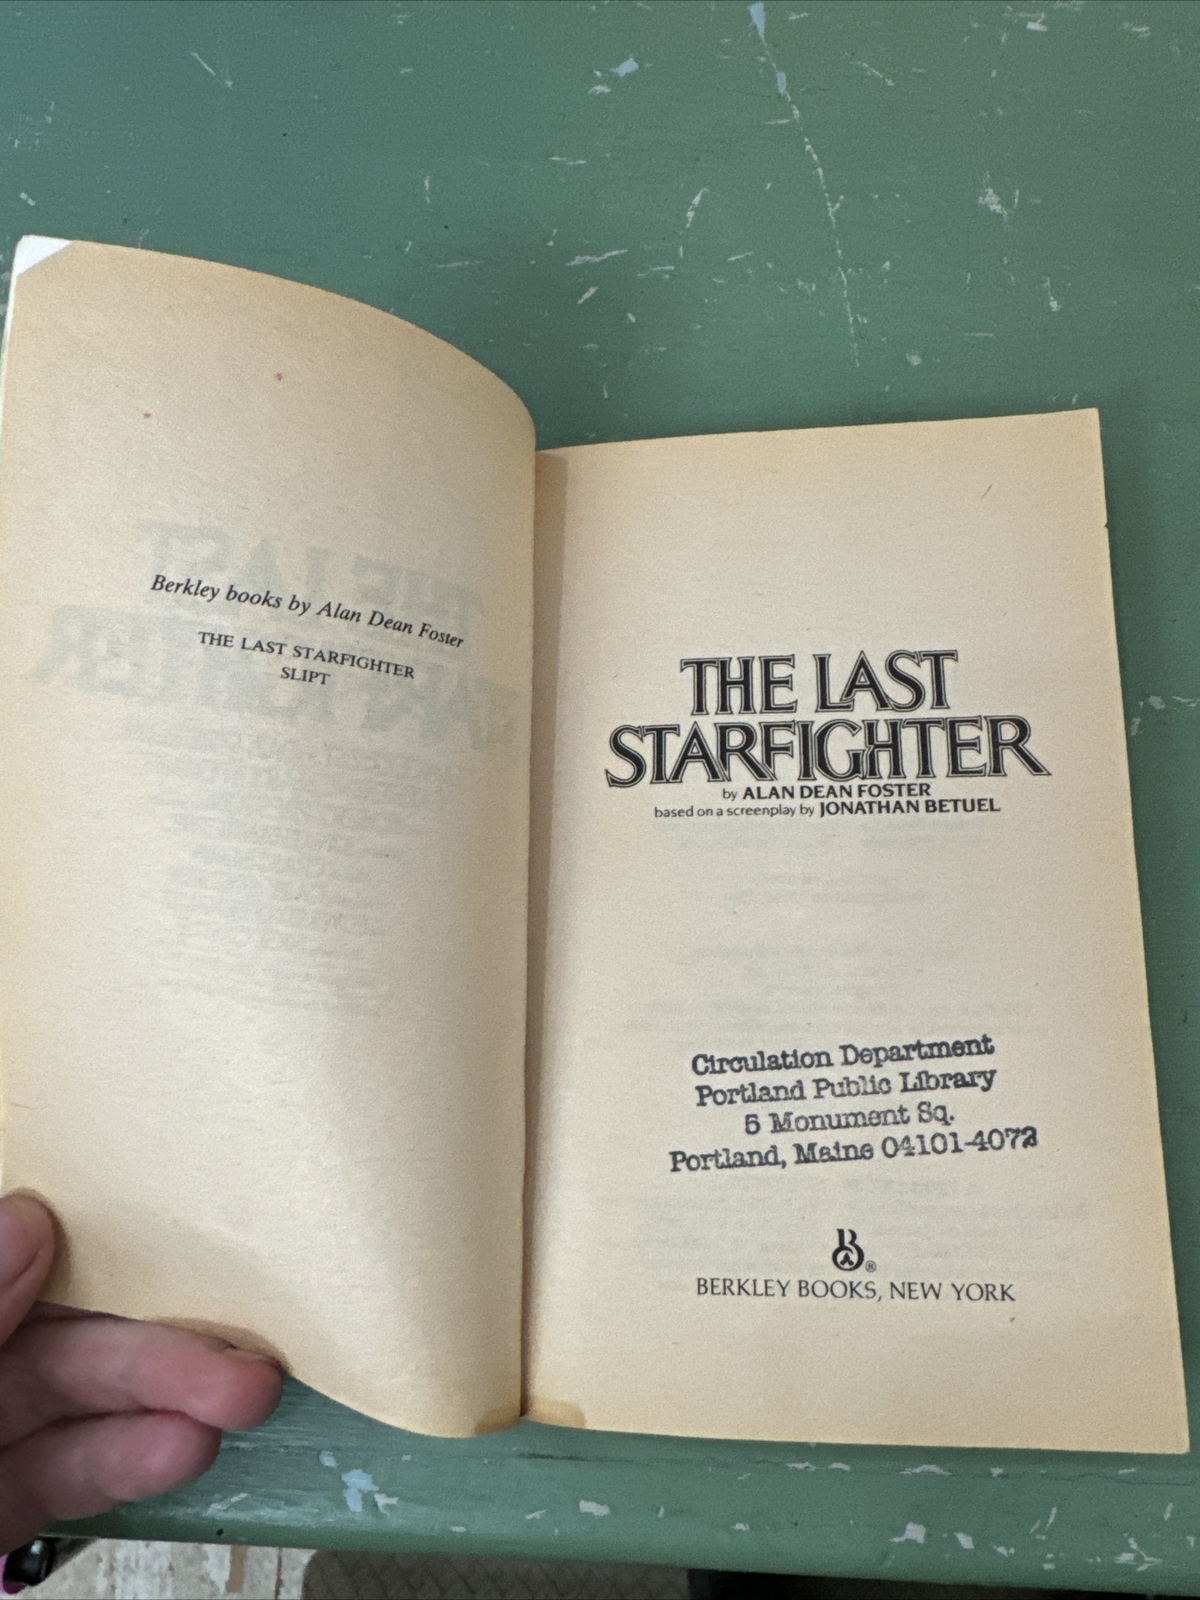 Berkley books by Alan Dean Foster
THE LAST STARFIGHTER
SLIPT
THE LAST
STARFIGHTER
by ALAN DEAN FOSTER
based on a screenplay by JONATHAN BETUEL
Circulation Department
Portland Public Library
5 Monument Sq.
Portland, Maine 04101-4072
B
®
BERKLEY BOOKS, NEW YORK